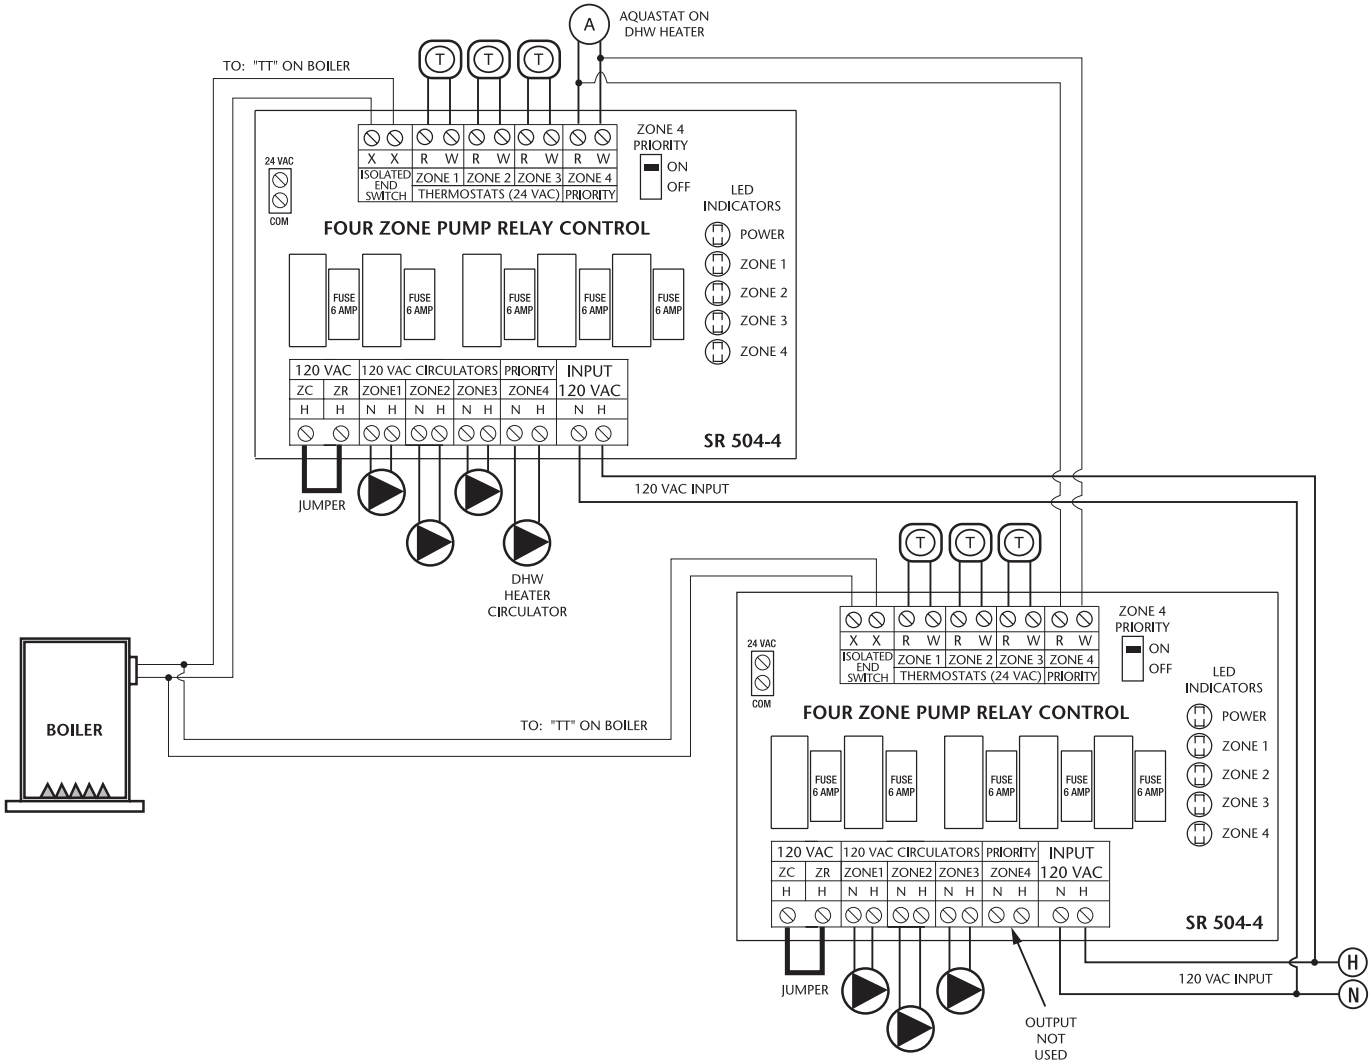 A
AQUASTAT ON
DHW HEATER
TO: "TT" ON BOILER
T T T
ZONE 4
PRIORITY
ON
OFF
24 VAC
COM
X X R W R W R W R W
ISOLATED
END
SWITCH
ZONE 1 ZONE 2 ZONE 3 ZONE 4
THERMOSTATS (24 VAC) PRIORITY
LED
INDICATORS
POWER
ZONE 1
ZONE 2
ZONE 3
ZONE 4
FOUR ZONE PUMP RELAY CONTROL
FUSE FUSE FUSE FUSE FUSE
6 AMP 6 AMP 6 AMP 6 AMP 6 AMP
120 VAC 120 VAC CIRCULATORS PRIORITY INPUT
ZC ZR ZONE1 ZONE2 ZONE3 ZONE4 120 VAC
H H N H N H N H N H N H
SR 504-4
JUMPER
120 VAC INPUT
DHW
HEATER
CIRCULATOR
T T T
ZONE 4
PRIORITY
ON
OFF
24 VAC
COM
X X R W R W R W R W
ISOLATED
END
SWITCH
ZONE 1 ZONE 2 ZONE 3 ZONE 4
THERMOSTATS (24 VAC) PRIORITY
LED
INDICATORS
POWER
ZONE 1
ZONE 2
ZONE 3
ZONE 4
BOILER
TO: "TT" ON BOILER
FOUR ZONE PUMP RELAY CONTROL
FUSE FUSE FUSE FUSE FUSE
6 AMP 6 AMP 6 AMP 6 AMP 6 AMP
120 VAC 120 VAC CIRCULATORS PRIORITY INPUT
ZC ZR ZONE1 ZONE2 ZONE3 ZONE4 120 VAC
H H N H N H N H N H N H
SR 504-4
H
120 VAC INPUT
N
JUMPER
OUTPUT
NOT
USED